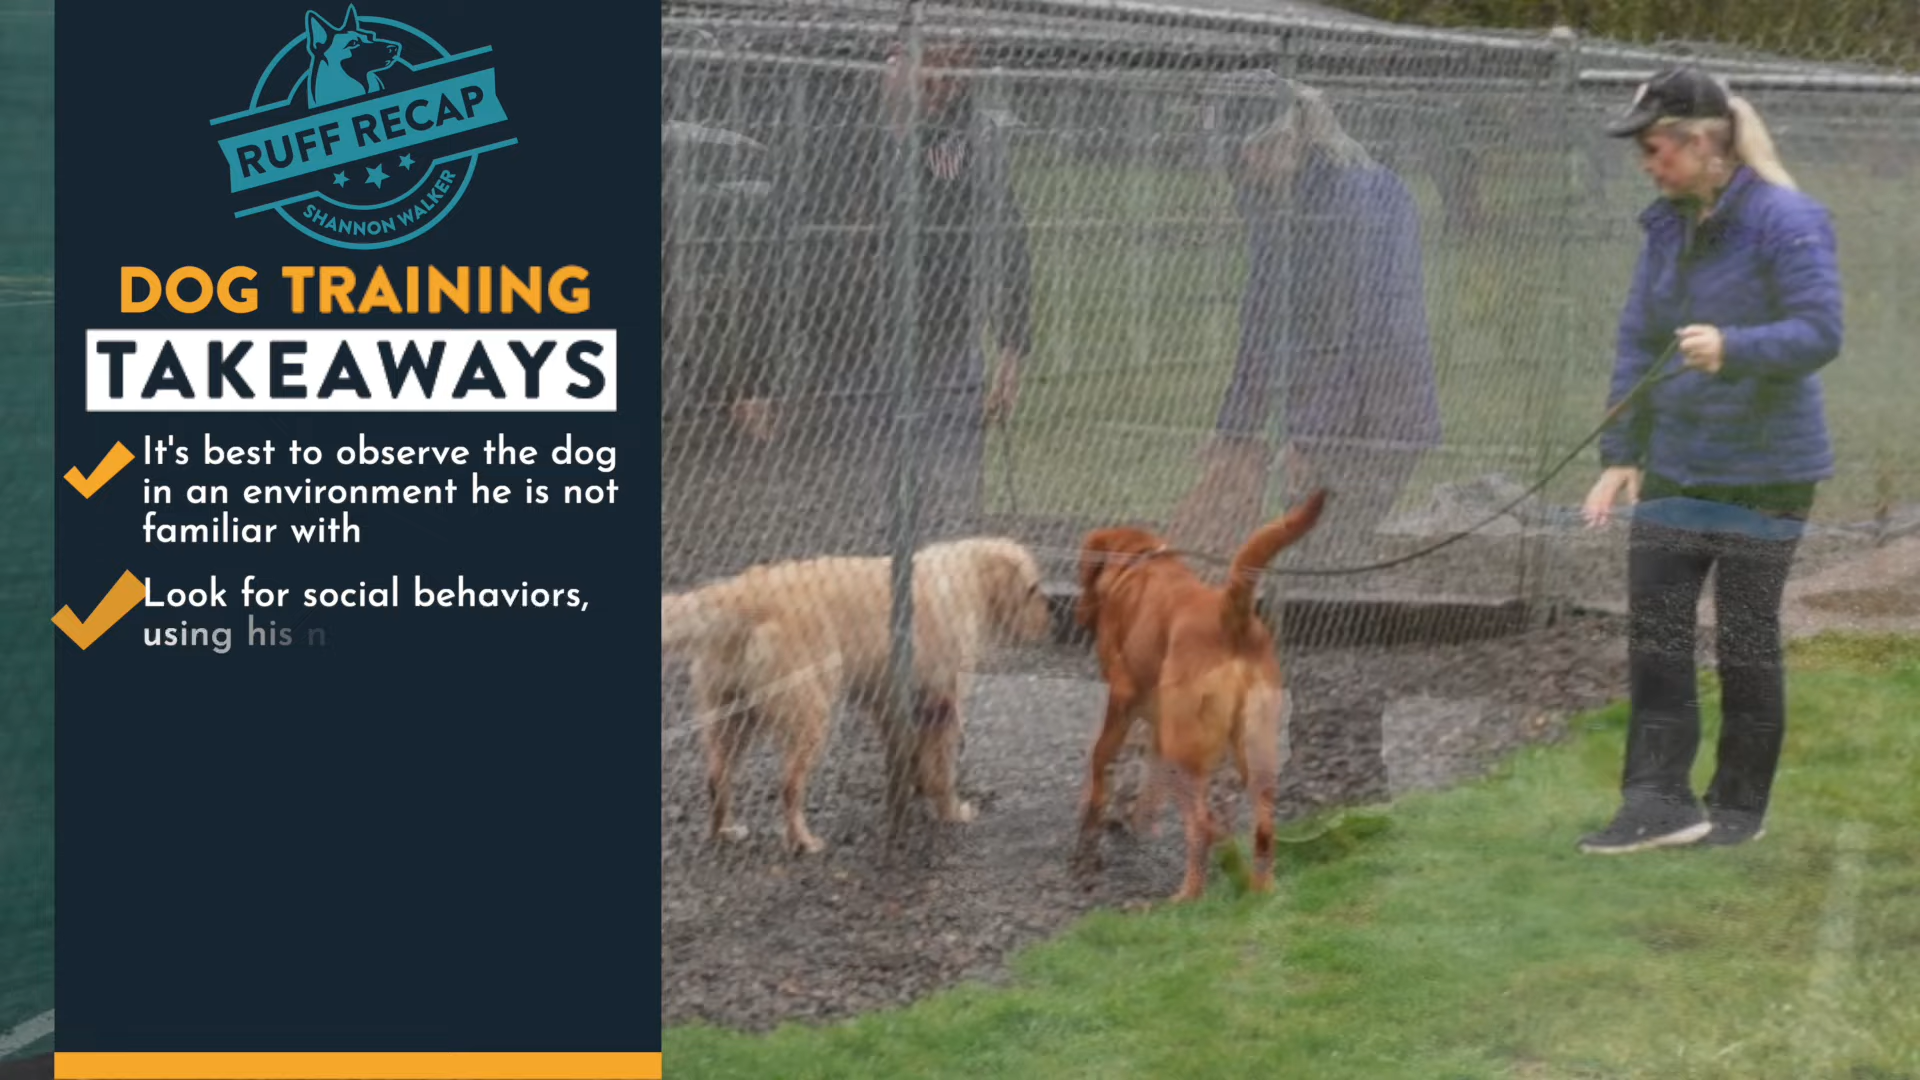 RUFF RECAP
SHANNON WALKER
DOG TRAINING
TAKEAWAYS
It's best to observe the dog
in an environment he is not
familiar with
Look for social behaviors,
using his n